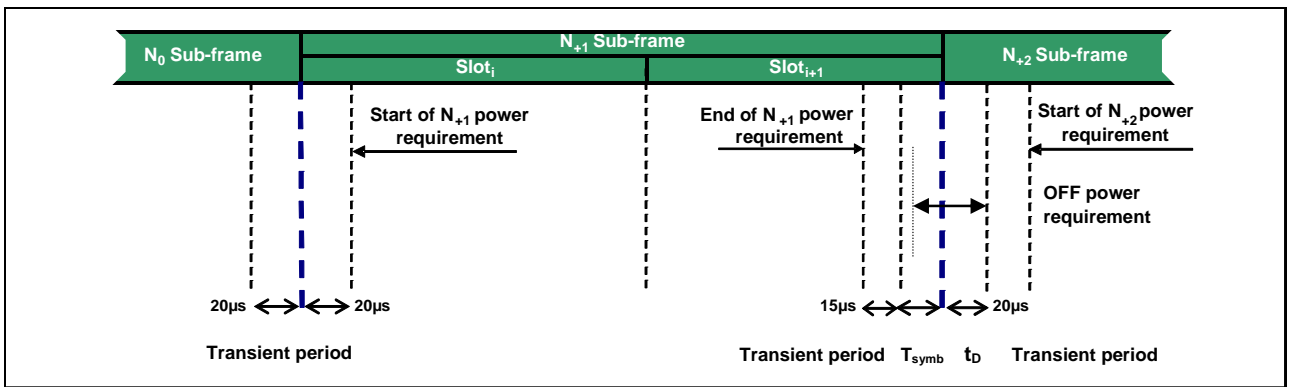 N+1 Sub-frame
N0 Sub-frame
N+2 Sub-frame
Sloti
Sloti+1
Start of N+1 power
requirement
End of N+1 power
requirement
Start of N+2 power
requirement
OFF power
requirement
20µs
20µs
15µs
20µs
Transient period
Transient period
Tsymb
tD
Transient period